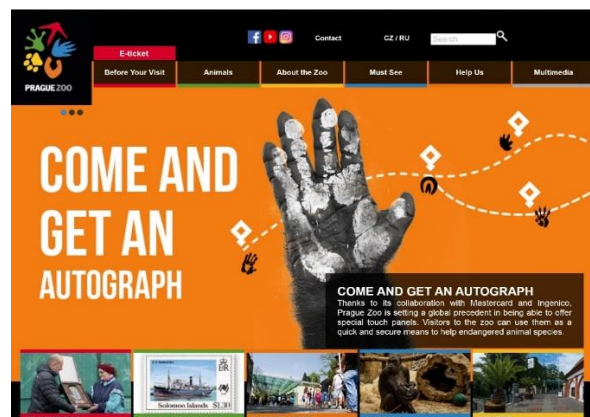 PRAGUE ZOO
E-ticket
Contact
CZ / RU
Search
Before Your Visit
Animals
About the Zoo
Must See
Help Us
Multimedia
COME AND
GET AN
AUTOGRAPH
COME AND GET AN AUTOGRAPH
Thanks to its collaboration with Mastercard and Ingenico,
Prague Zoo is setting a global precedent in being able to offer
special touch panels. Visitors to the zoo can use them as a
quick and secure means to help endangered animal species.
Solomon Islands $1.30